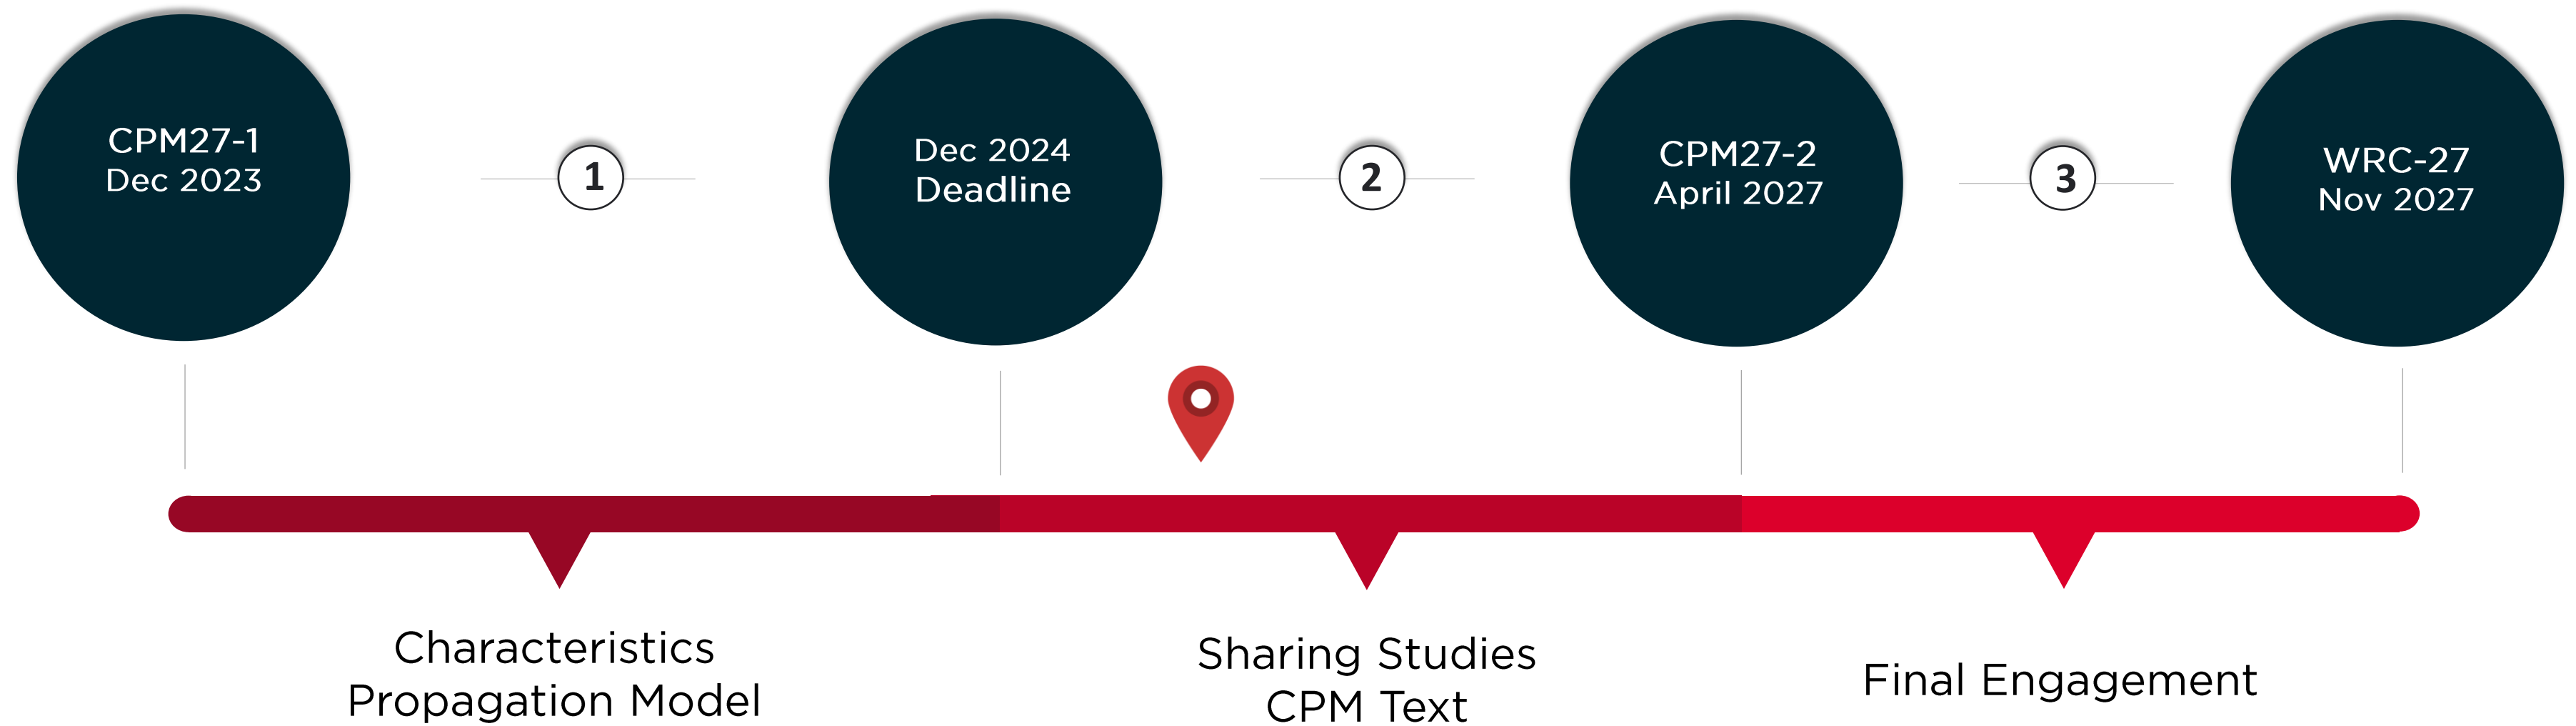 CPM27-1
Dec 2023
1
Dec 2024
Deadline
2
CPM27-2
April 2027
3
WRC-27
Nov 2027
Characteristics
Propagation Model
Sharing Studies
CPM Text
Final Engagement